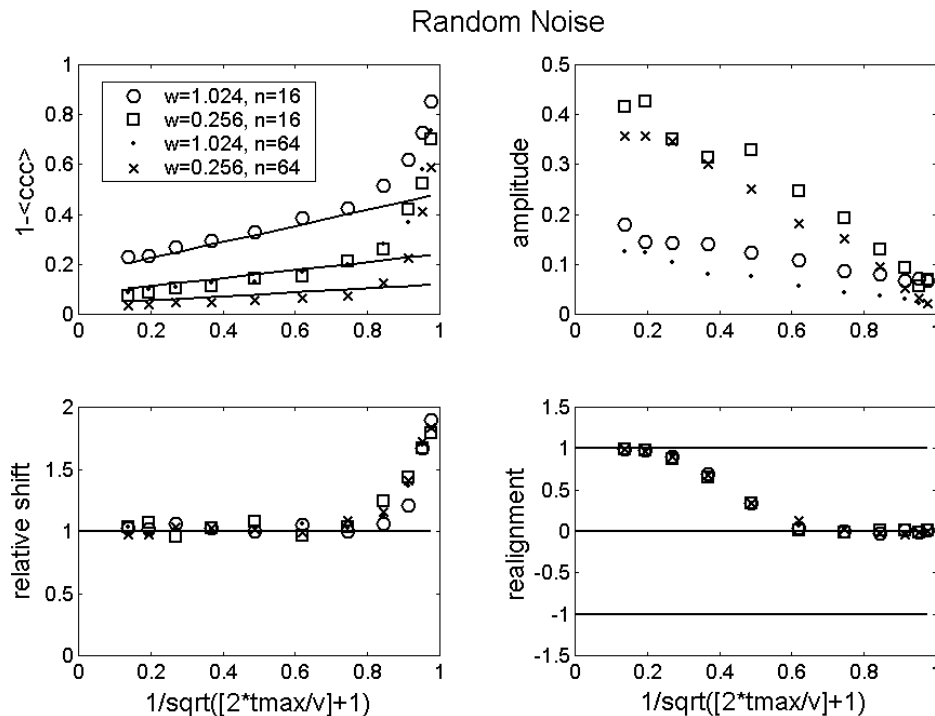 Random Noise
1-<ccc>
1
0.8
0.6
0.4
0.2
0
0 0.2 0.4 0.6 0.8 1
w=1.024, n=16
w=0.256, n=16
w=1.024, n=64
w=0.256, n=64
amplitude
0.5
0.4
0.3
0.2
0.1
0
0 0.2 0.4 0.6 0.8 1
relative shift
2
1.5
1
0.5
0
0 0.2 0.4 0.6 0.8 1
1/sqrt([2*tmax/v]+1)
realignment
1.5
1
0.5
0
-0.5
-1
-1.5
0 0.2 0.4 0.6 0.8 1
1/sqrt([2*tmax/v]+1)